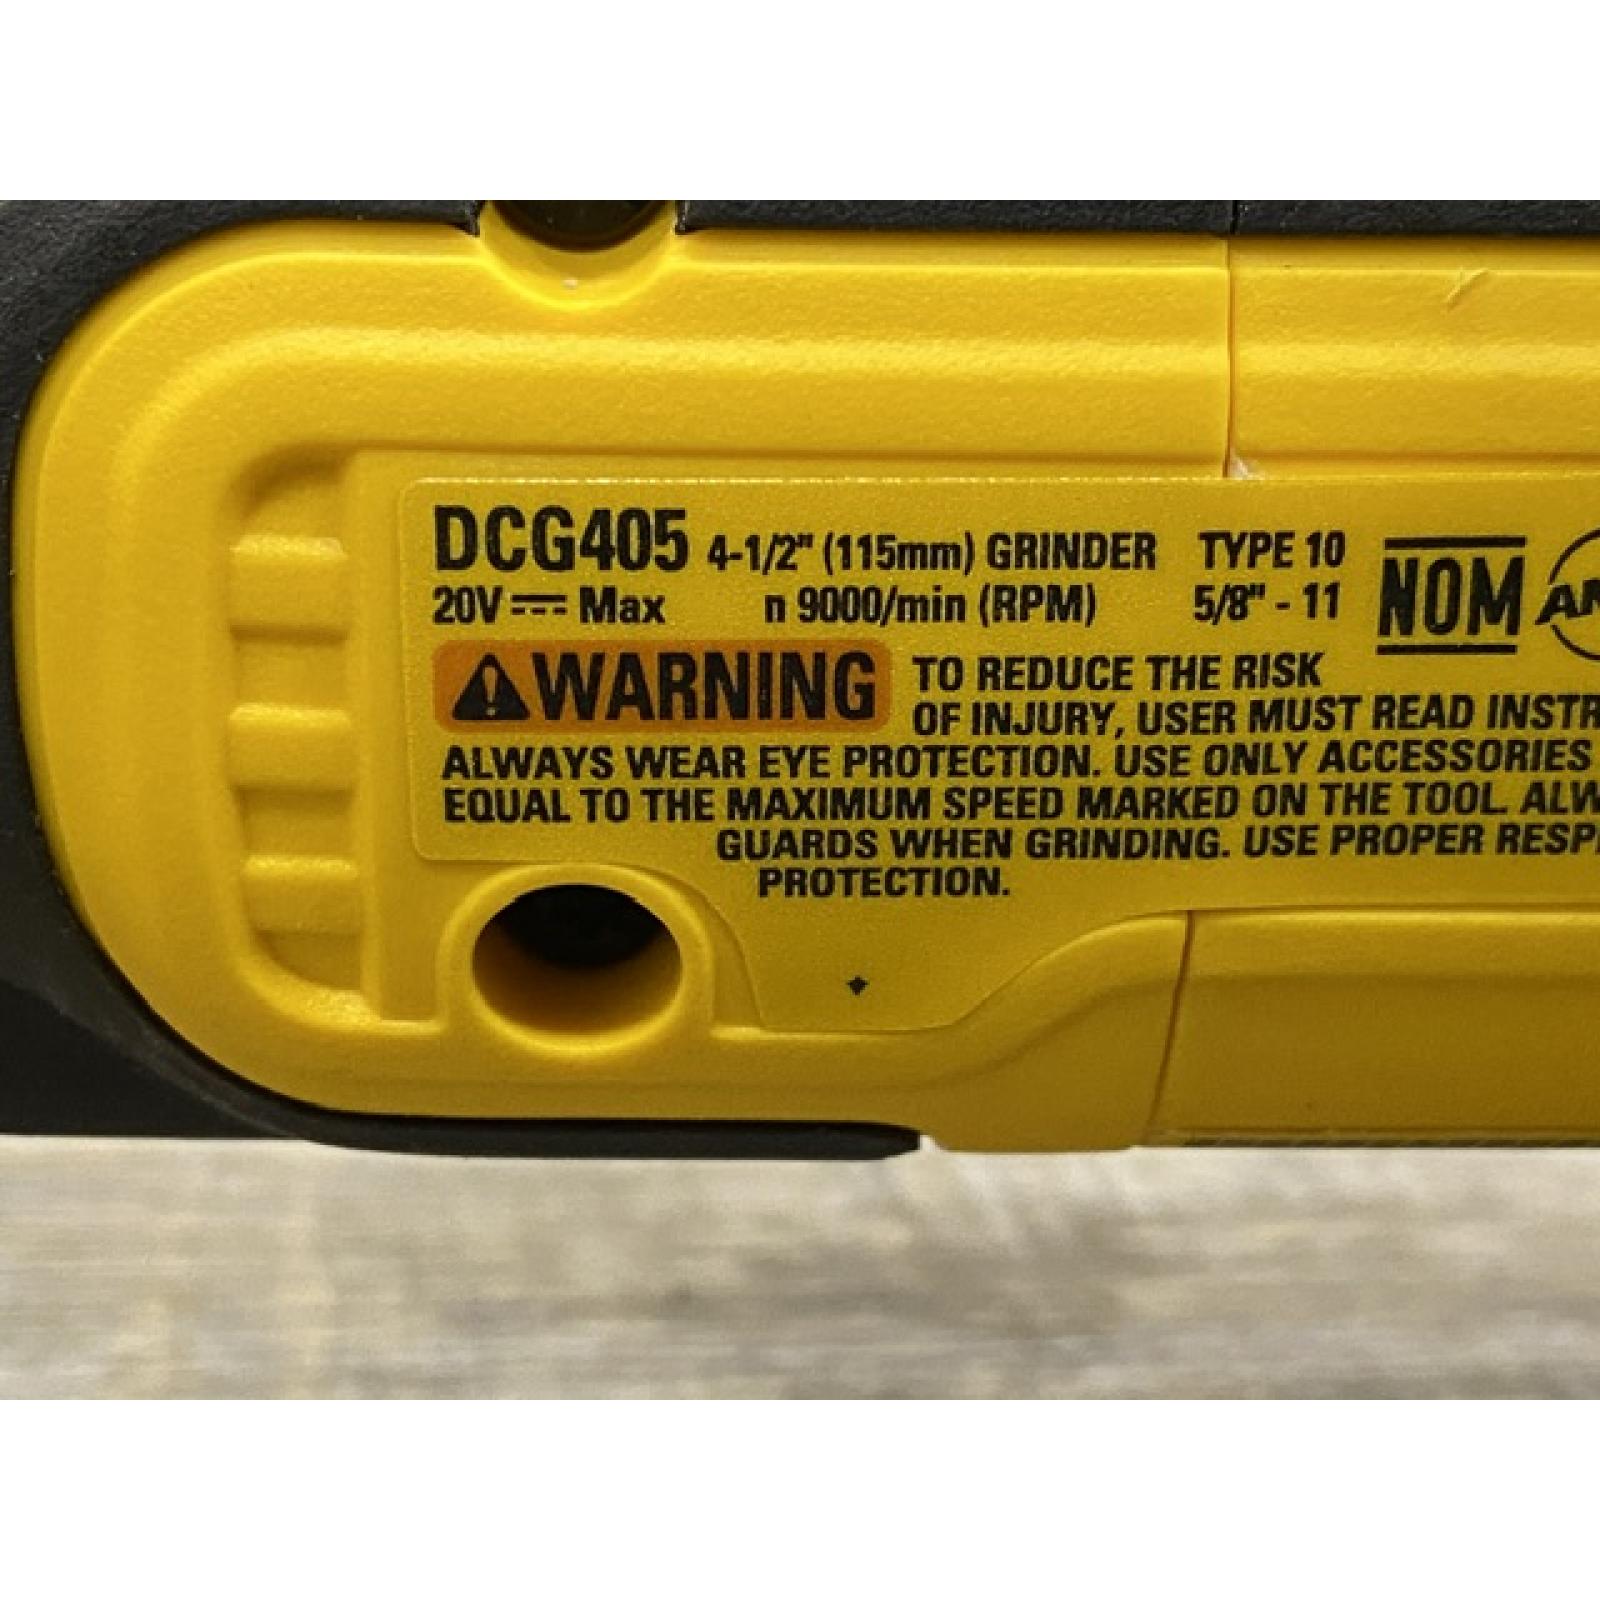 DCG405 4-1/2" (115mm) GRINDER TYPE 10
20V Max n 9000/min (RPM) 5/8" - 11
NOM
WARNING TO REDUCE THE RISK
OF INJURY, USER MUST READ
ALWAYS WEAR EYE PROTECTION. USE ONLY ACCESSORIES
EQUAL TO THE MAXIMUM SPEED MARKED ON THE TOOL.
GUARDS WHEN GRINDING. USE PROPER
PROTECTION.